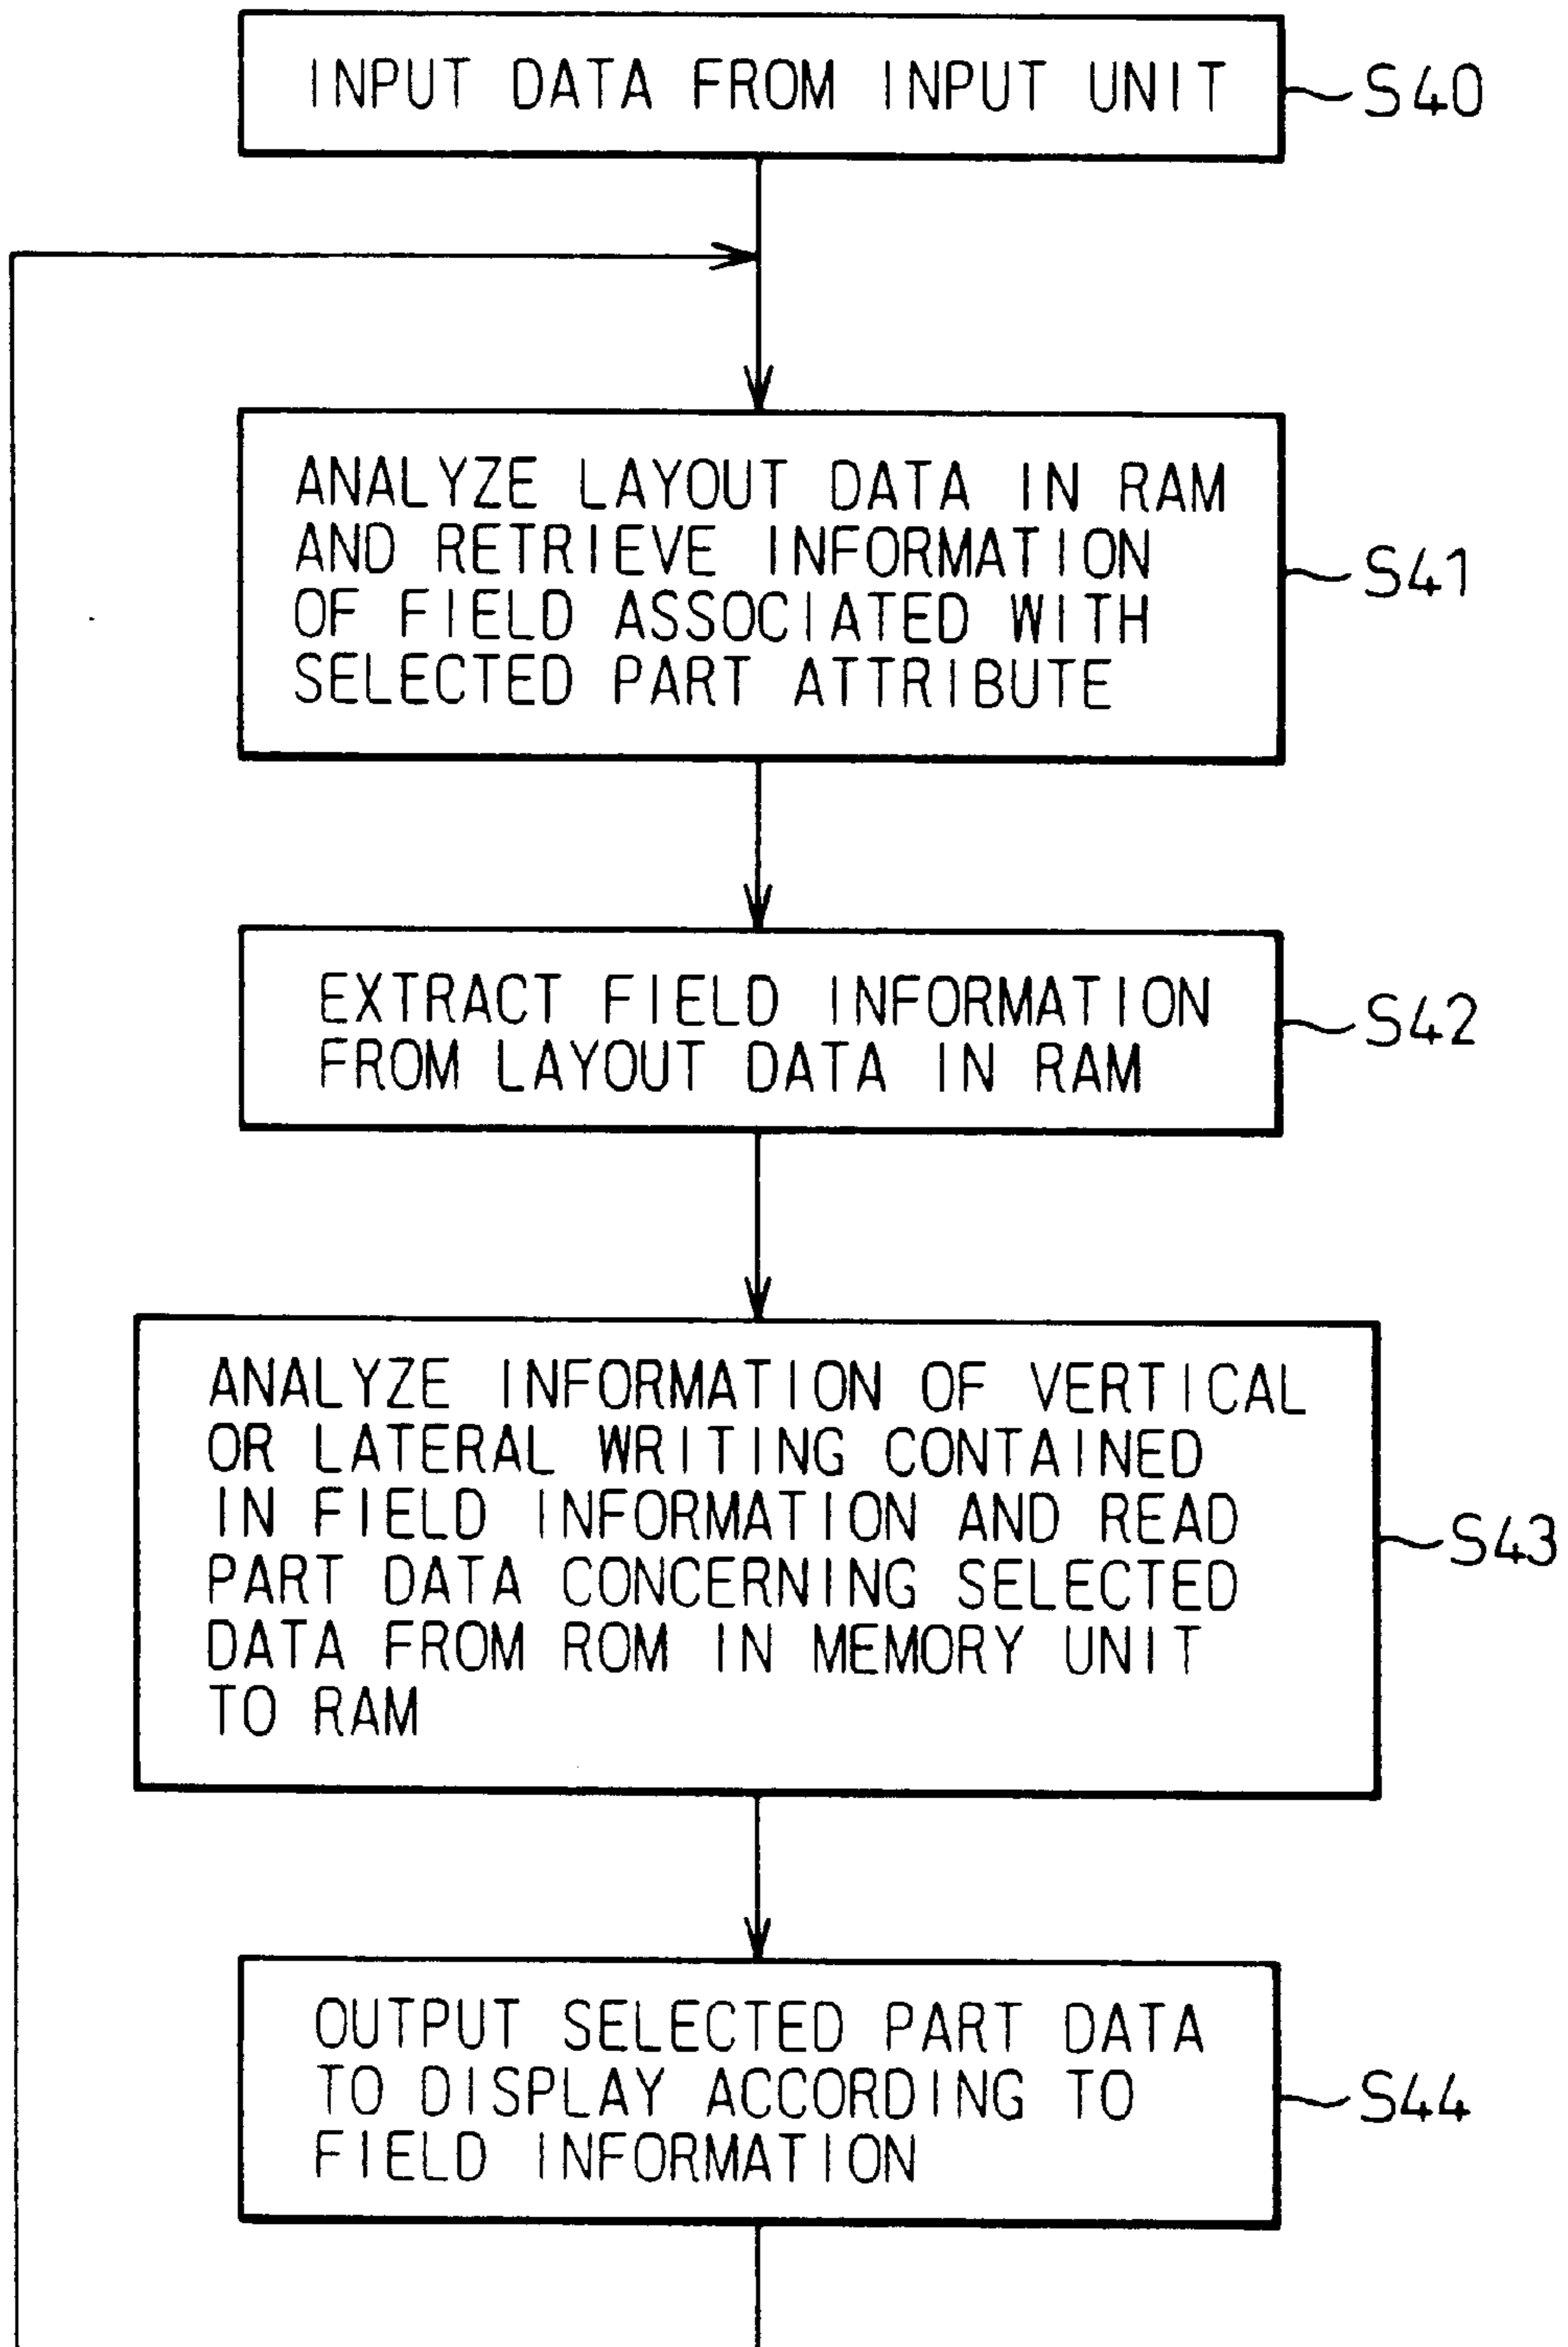 INPUT DATA FROM INPUT UNIT
S40
ANALYZE LAYOUT DATA IN RAM
AND RETRIEVE INFORMATION
OF FIELD ASSOCIATED WITH
SELECTED PART ATTRIBUTE
S41
EXTRACT FIELD INFORMATION
FROM LAYOUT DATA IN RAM
S42
ANALYZE INFORMATION OF VERTICAL
OR LATERAL WRITING CONTAINED
IN FIELD INFORMATION AND READ
PART DATA CONCERNING SELECTED
DATA FROM ROM IN MEMORY UNIT
TO RAM
S43
OUTPUT SELECTED PART DATA
TO DISPLAY ACCORDING TO
FIELD INFORMATION
S44